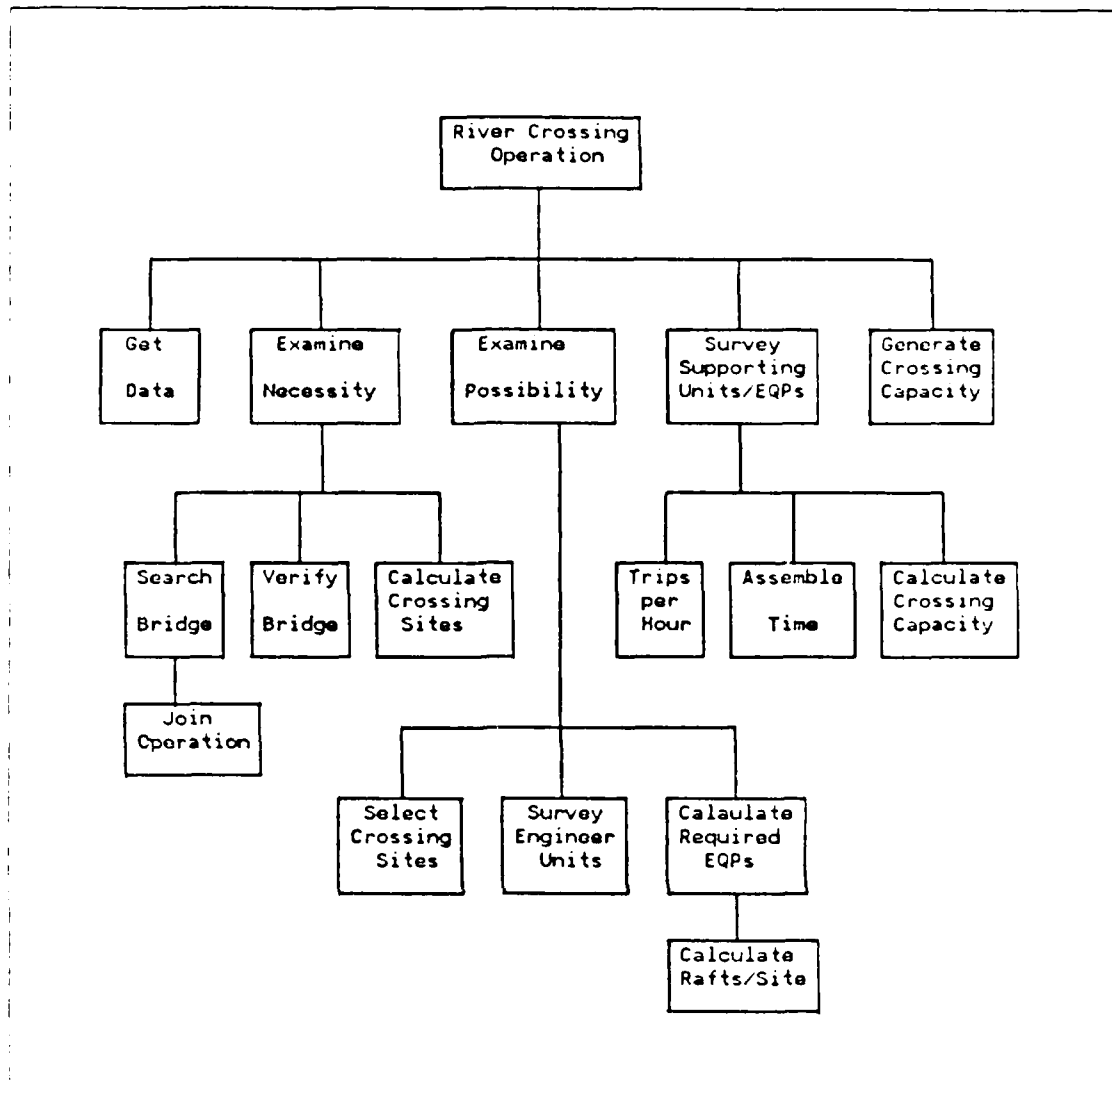 River Crossing
Operation
Get
Data
Examine
Necessity
Examine
Possibility
Survey
Supporting
Units/EQPs
Generate
Crossing
Capacity
Search
Bridge
Verify
Bridge
Calculate
Crossing
Sites
Trips
per
Hour
Assemble
Time
Calculate
Crossing
Capacity
Join
Operation
Select
Crossing
Sites
Survey
Engineer
Units
Calaulate
Required
EQPs
Calculate
Rafts/Site